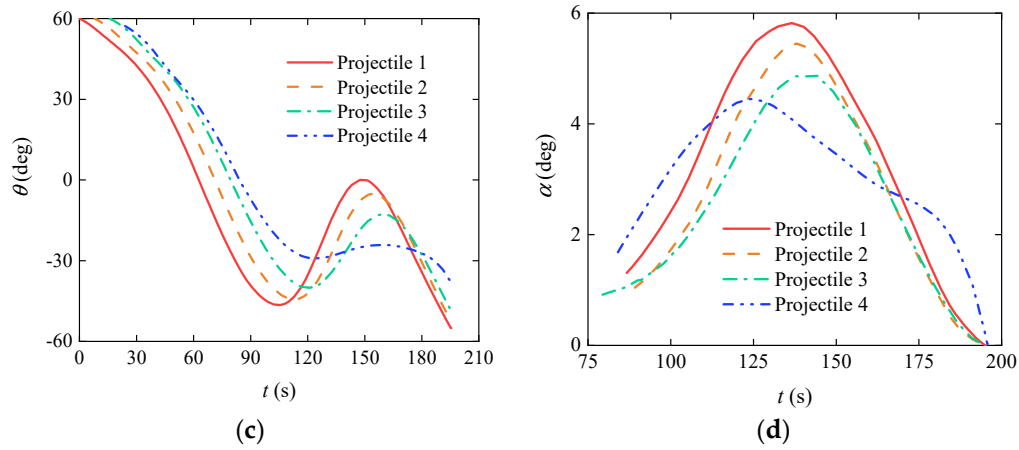 60
30
0
-30
-60
θ (deg)
0 30 60 90 120 150 180 210
t (s)
Projectile 1
Projectile 2
Projectile 3
Projectile 4
(c)
6
4
2
0
α (deg)
75 100 125 150 175 200
t (s)
Projectile 1
Projectile 2
Projectile 3
Projectile 4
(d)